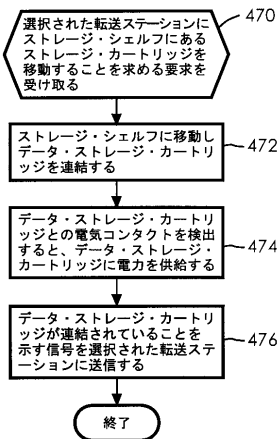 選択された転送ステーションに
ストレージ・シェルフにある
ストレージ・カートリッジを
移動することを求める要求を
受け取る
470
ストレージ・シェルフに移動し
データ・ストレージ・カートリ
ッジを連結する
472
データ・ストレージ・カートリ
ッジとの電気コンタクトを検出
すると、データ・ストレージ・
カートリッジに電力を供給する
474
データ・ストレージ・カートリ
ッジが連結されていることを
示す信号を選択された転送ステ
ーションに送信する
476
終了